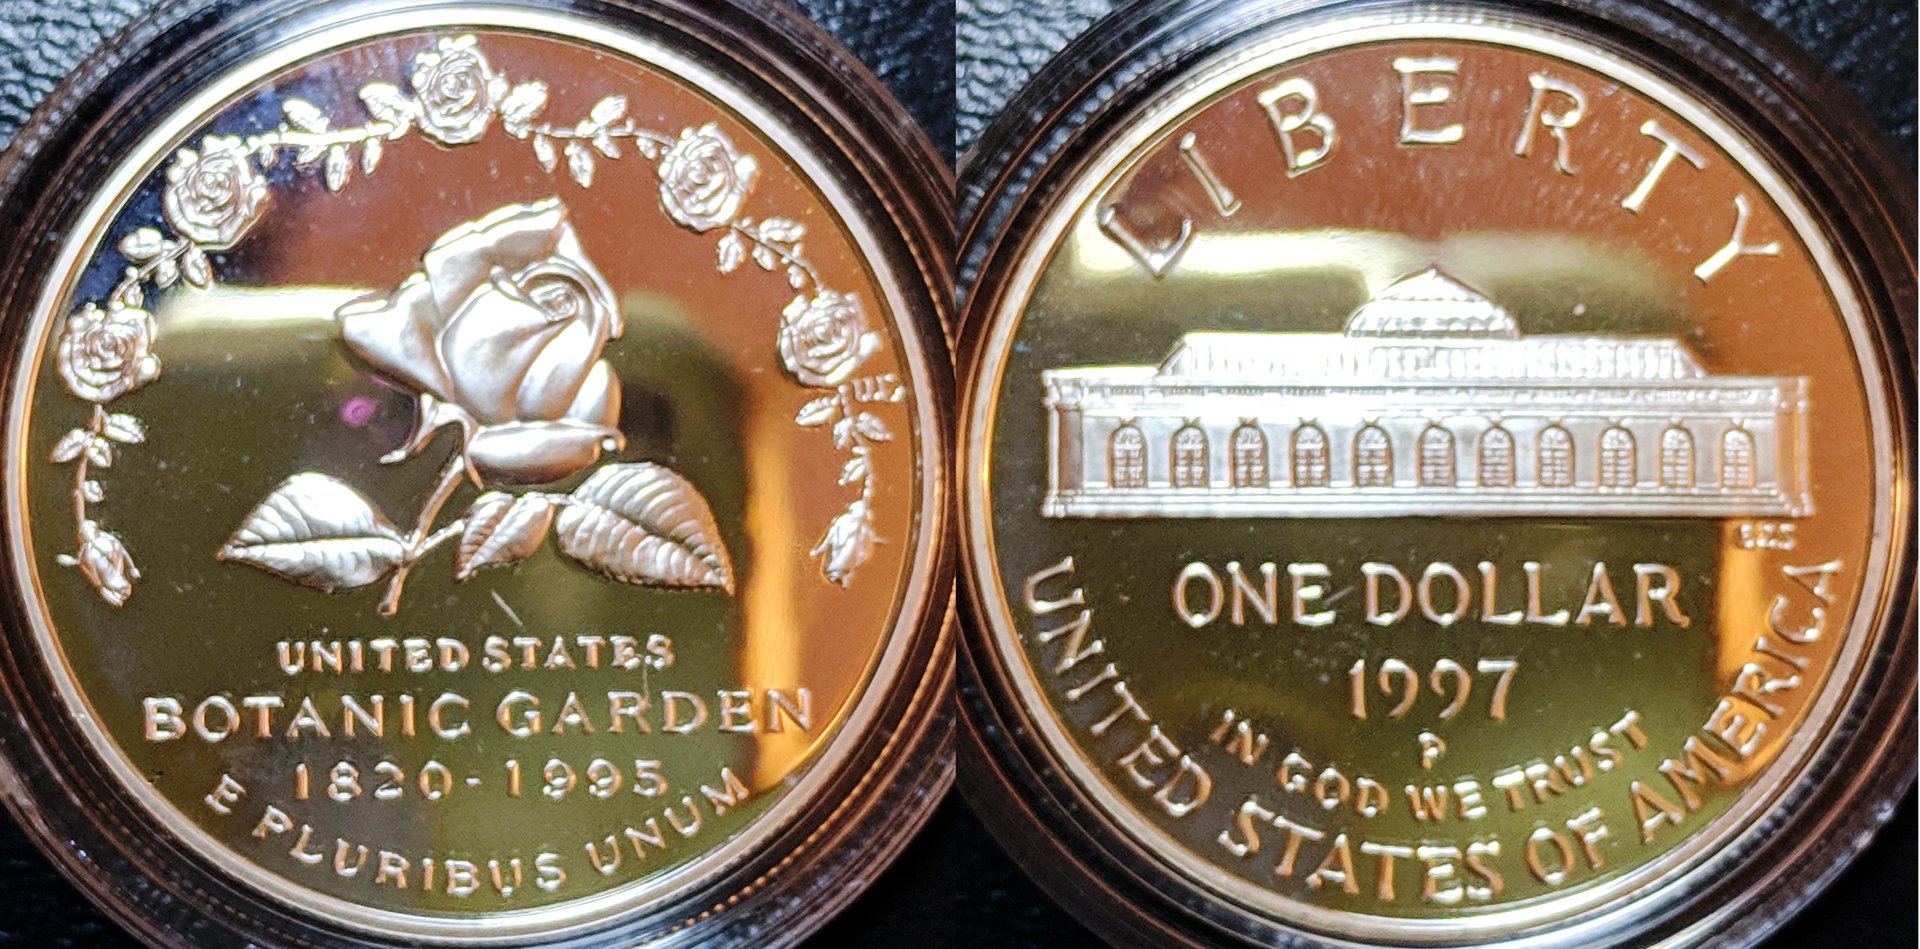 UNITED STATES
BOTANIC GARDEN
1820-1995
E PLURIBUS UNUM
LIBERTY
ONE DOLLAR
1997
P
IN GOD WE TRUST
UNITED STATES OF AMERICA